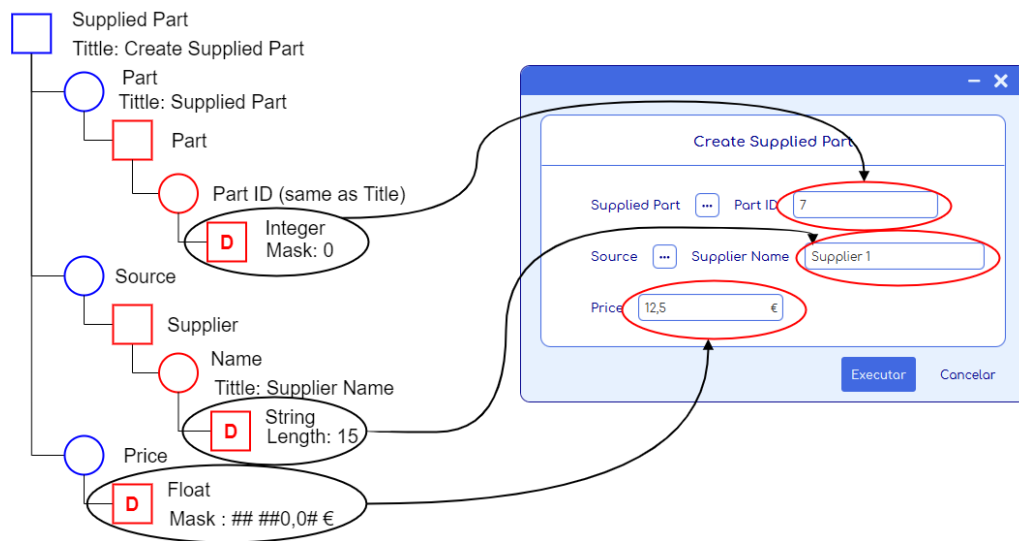 Supplied Part
Tittle: Create Supplied Part
Part
Tittle: Supplied Part
Part
Part ID (same as Title)
D
Integer
Mask: 0
Source
Supplier
Name
Tittle: Supplier Name
D
String
Length: 15
Price
D
Float
Mask : ## ##0,0# €
Create Supplied Part
Supplied Part ... Part ID 7
Source ... Supplier Name Supplier 1
Price 12,5 €
Executar Cancelar